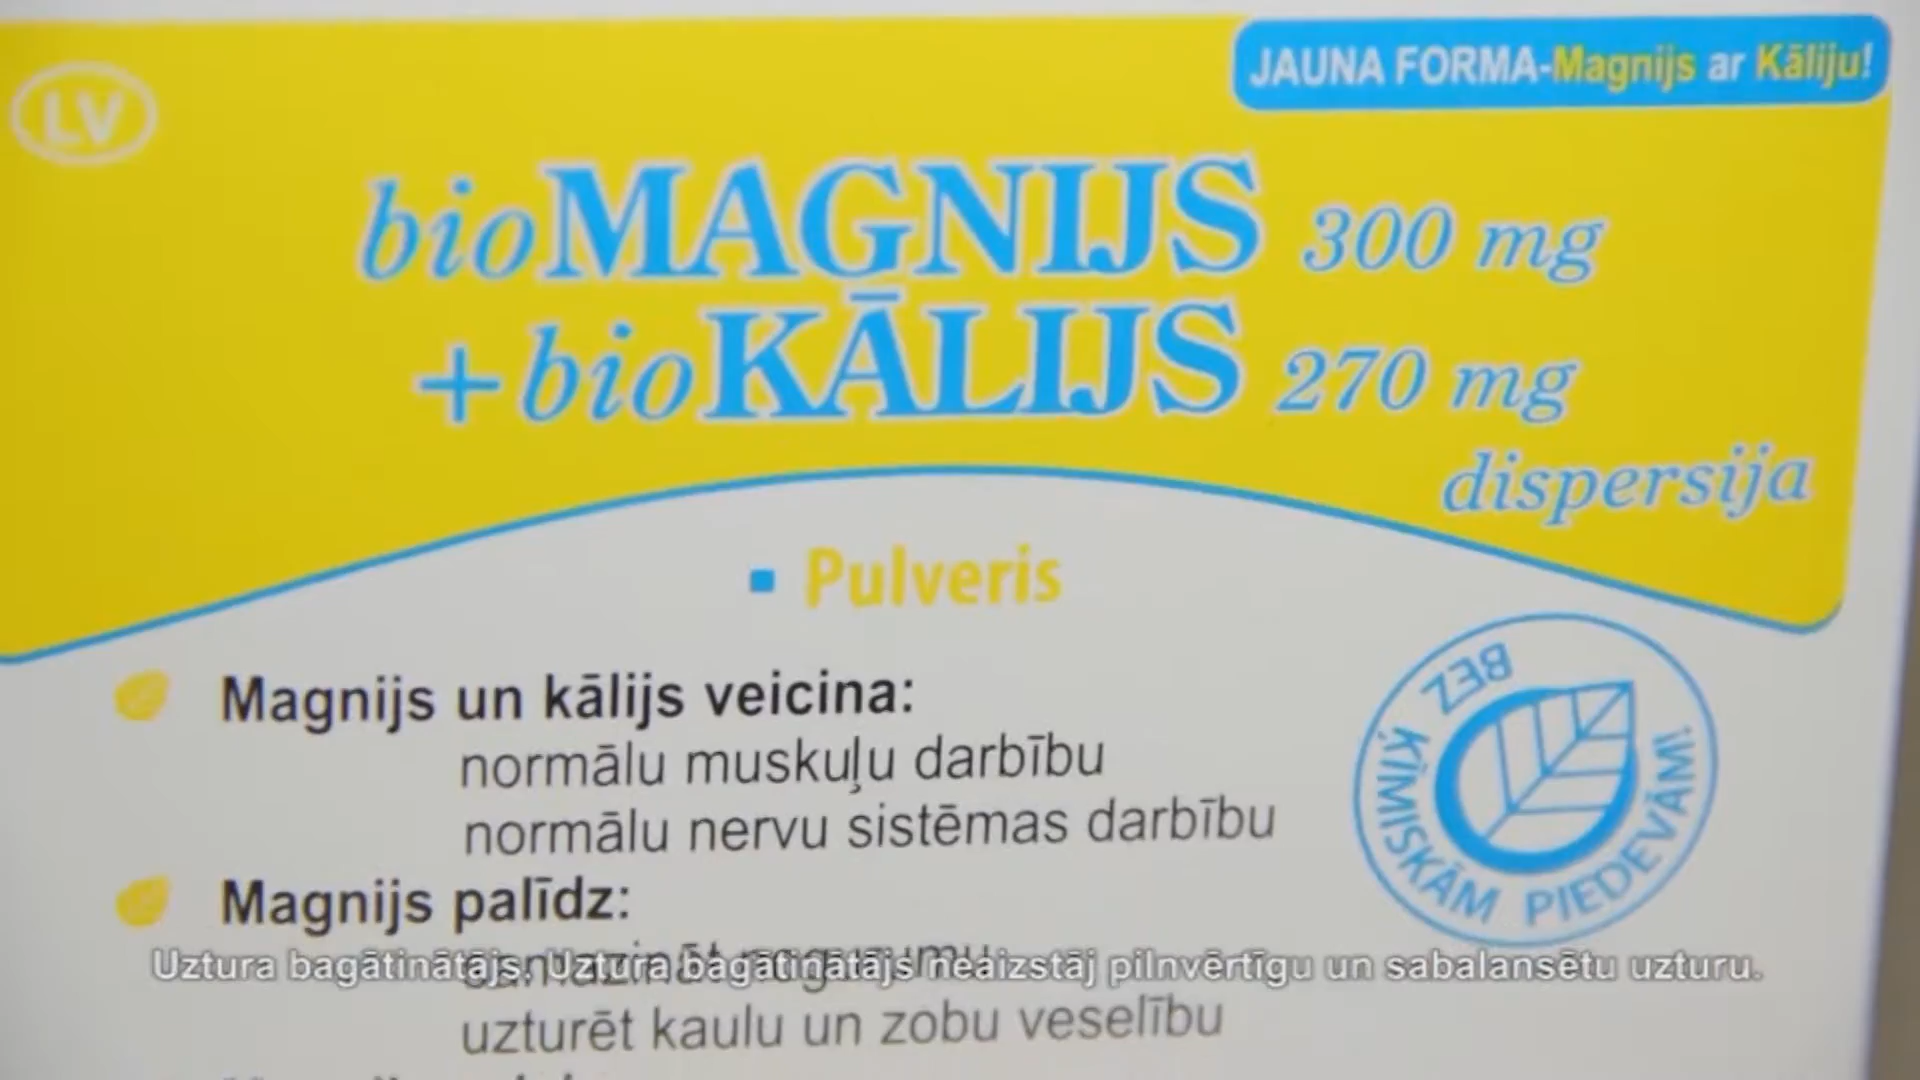 JAUNA FORMA-Magnijs ar Kāliju!
LV
bioMAGNIJS 300 mg
+bioKĀLIJS 270 mg
dispersija
▪ Pulveris
BEZ ĶĪMISKĀM PIEDEVĀM!
Magnijs un kālijs veicina:
normālu muskuļu darbību
normālu nervu sistēmas darbību
Magnijs palīdz:
samazināt nogurumu
Uztura bagātinātājs. Uztura bagātinātājs neaizstāj pilnvērtīgu un sabalansētu uzturu.
uzturēt kaulu un zobu veselību